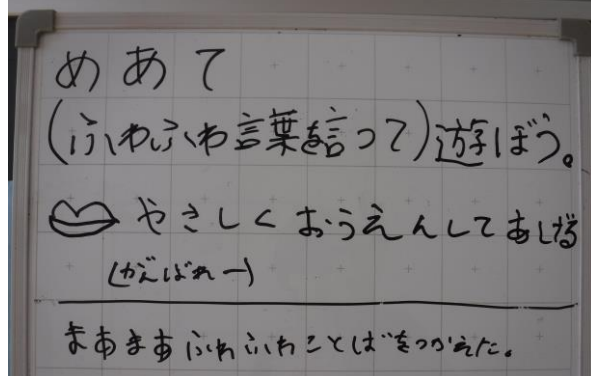 めあて
(ふわふわ言葉を言って)遊ぼう。
やさしくおうえんしてあげる
(がんばれー)
まあまあふわふわことばをつかえた。